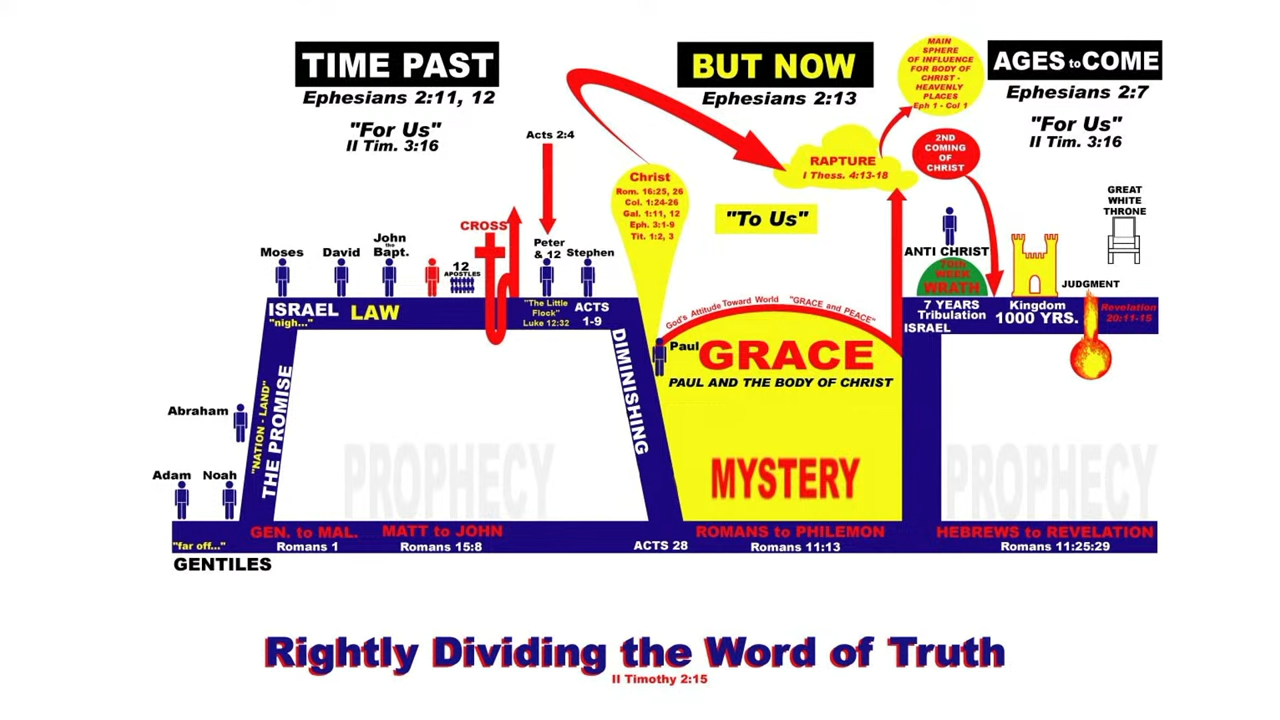 TIME PAST
Ephesians 2:11, 12
"For Us"
II Tim. 3:16
BUT NOW
Ephesians 2:13
MAIN
SPHERE
OF INFLUENCE
FOR BODY OF
CHRIST -
HEAVENLY
PLACES
Eph 1 - Col 1
AGES to COME
Ephesians 2:7
"For Us"
II Tim. 3:16
Acts 2:4
Christ
Rom. 16:25, 26
Col. 1:24-26
Gal. 1:11, 12
Eph. 3:1-9
Tit. 1:2, 3
RAPTURE
I Thess. 4:13-18
2ND
COMING
OF
CHRIST
"To Us"
GREAT
WHITE
THRONE
Moses
David
John
the
Bapt.
12
APOSTLES
CROSS
Peter
& 12
Stephen
ANTI CHRIST
70th
WEEK
WRATH
JUDGMENT
ISRAEL
"nigh..."
LAW
"The Little
Flock"
Luke 12:32
ACTS
1-9
God's Attitude Toward World "GRACE and PEACE"
7 YEARS
Tribulation
ISRAEL
Kingdom
1000 YRS.
Revelation
20:11-15
DIMINISHING
Paul
GRACE
PAUL AND THE BODY OF CHRIST
Abraham
"NATION - LAND"
THE PROMISE
Adam
Noah
PROPHECY
MYSTERY
PROPHECY
"far off..."
GEN. to MAL.
Romans 1
MATT to JOHN
Romans 15:8
ACTS 28
ROMANS to PHILEMON
Romans 11:13
HEBREWS to REVELATION
Romans 11:25:29
GENTILES
Rightly Dividing the Word of Truth
II Timothy 2:15